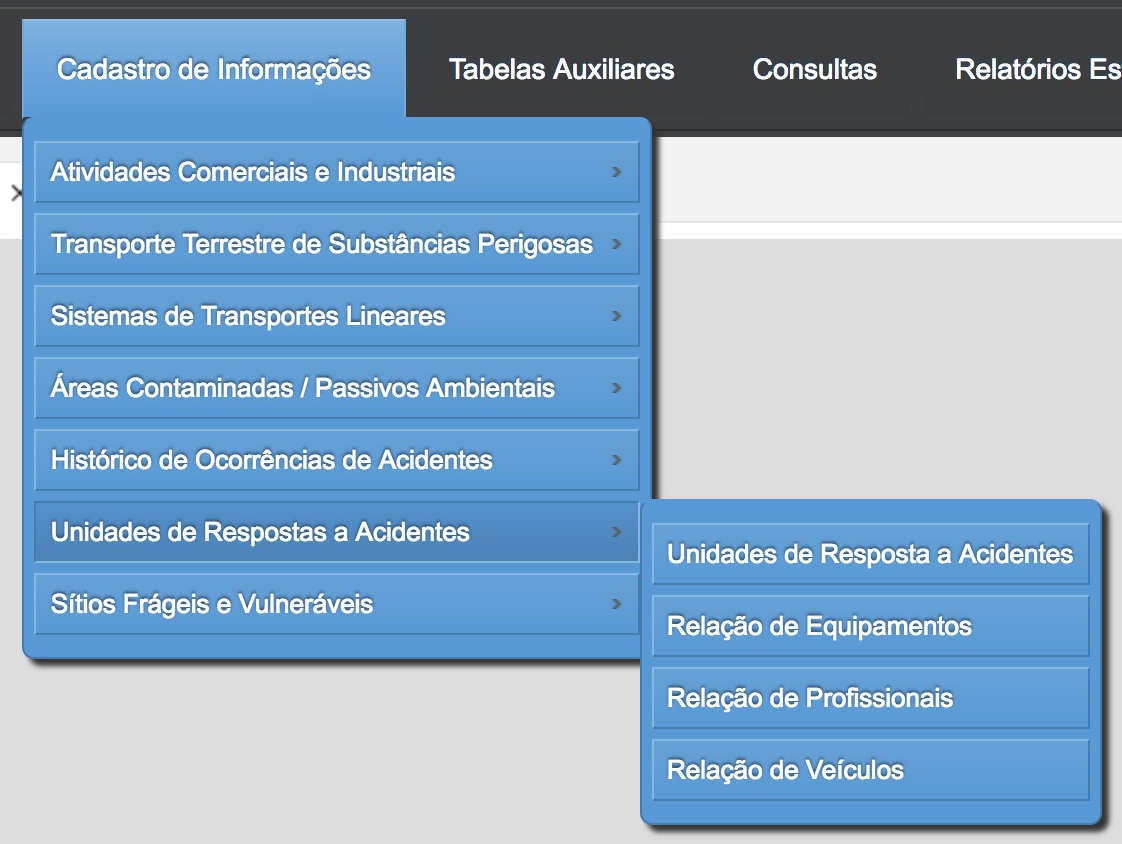 Cadastro de Informações
Tabelas Auxiliares
Consultas
Relatórios Es
Atividades Comerciais e Industriais
Transporte Terrestre de Substâncias Perigosas
Sistemas de Transportes Lineares
Áreas Contaminadas / Passivos Ambientais
Histórico de Ocorrências de Acidentes
Unidades de Respostas a Acidentes
Sítios Frágeis e Vulneráveis
Unidades de Resposta a Acidentes
Relação de Equipamentos
Relação de Profissionais
Relação de Veículos